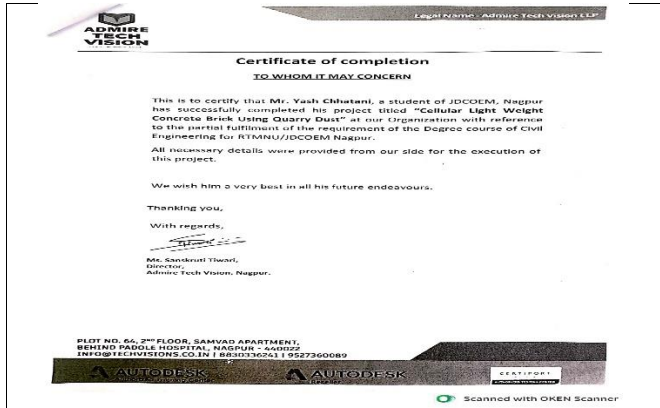 Legal Name - Admire Tech Vision LLP
ADMIRE
TECH
VISION
Certificate of completion
TO WHOM IT MAY CONCERN
This is to certify that Mr. Yash Chhatani, a student of JDCOEM, Nagpur
has successfully completed his project titled "Cellular Light Weight
Concrete Brick Using Quarry Dust" at our Organization with reference
to the partial fulfilment of the requirement of the Degree course of Civil
Engineering for RTMNU/JDCOEM Nagpur.
All necessary details were provided from our side for the execution of
this project.
We wish him a very best in all his future endeavours.
Thanking you,
With regards,
Ms. Sanskruti Tiwari,
Director,
Admire Tech Vision, Nagpur.
PLOT NO. 64, 2ND FLOOR, SAMVAD APARTMENT,
BEHIND PADOLE HOSPITAL, NAGPUR - 440022
INFO@TECHVISIONS.CO.IN | 8830336241 | 9527360089
AUTODESK
AUTODESK
CERTIPORT
Scanned with OKEN Scanner